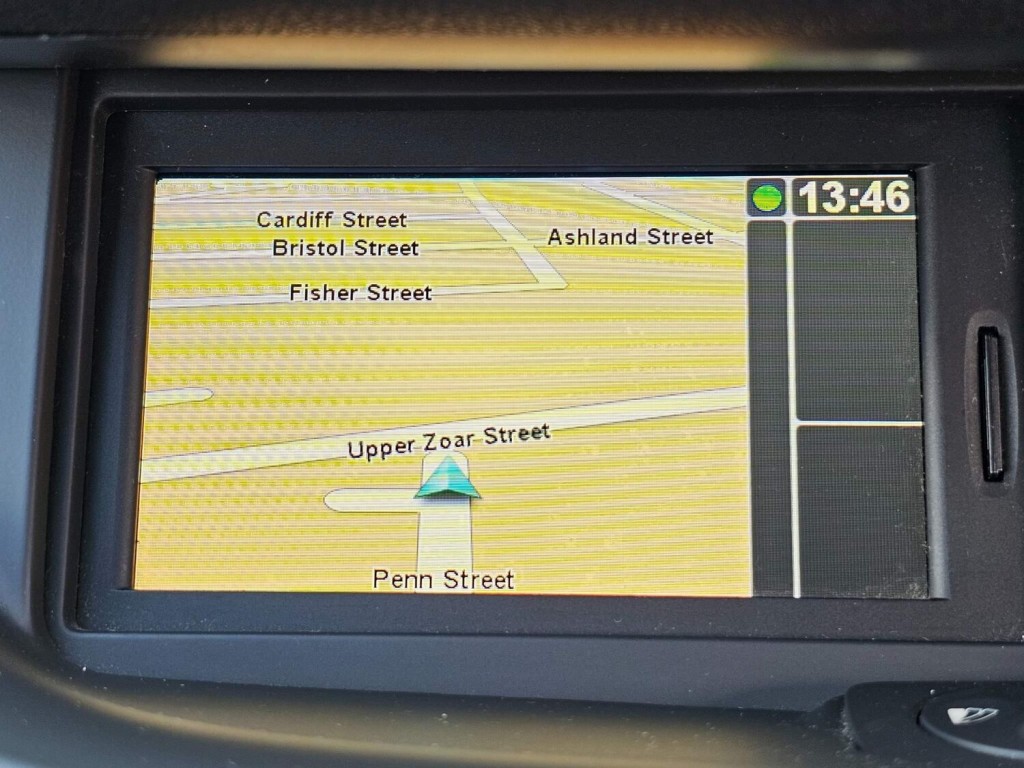 13:46
Cardiff Street
Ashland Street
Bristol Street
Fisher Street
Upper Zoar Street
Penn Street